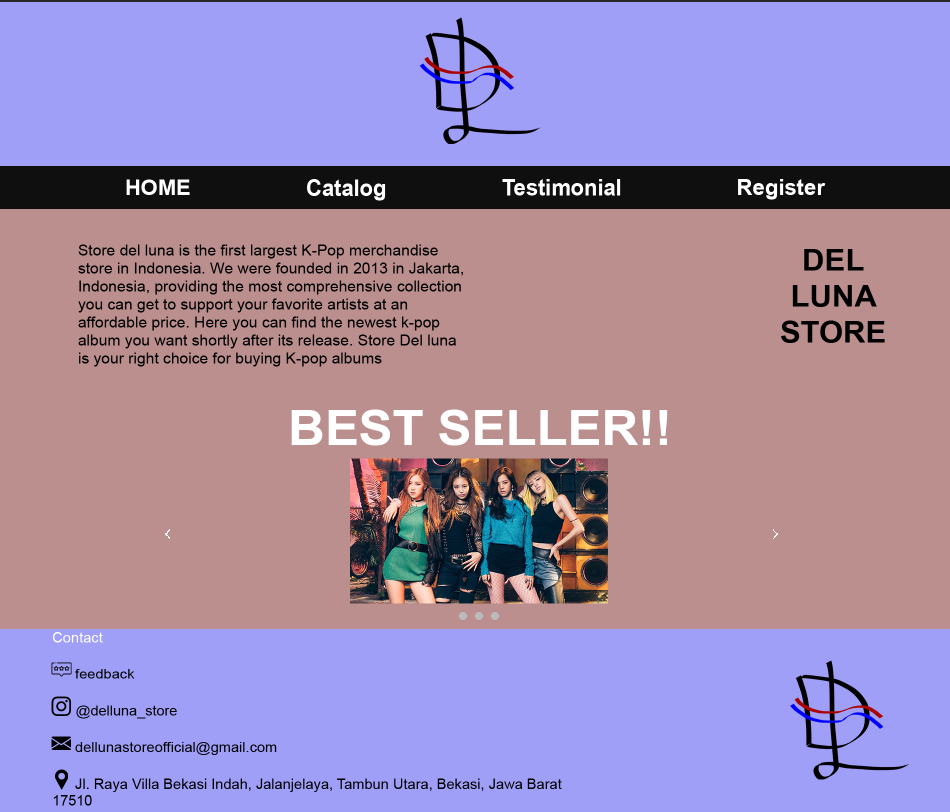 HOME
Catalog
Testimonial
Register
Store del luna is the first largest K-Pop merchandise
store in Indonesia. We were founded in 2013 in Jakarta,
Indonesia, providing the most comprehensive collection
you can get to support your favorite artists at an
affordable price. Here you can find the newest k-pop
album you want shortly after its release. Store Del luna
is your right choice for buying K-pop albums
DEL
LUNA
STORE
BEST SELLER!!
Contact
feedback
@delluna_store
dellunastoreofficial@gmail.com
Jl. Raya Villa Bekasi Indah, Jalanjelaya, Tambun Utara, Bekasi, Jawa Barat
17510